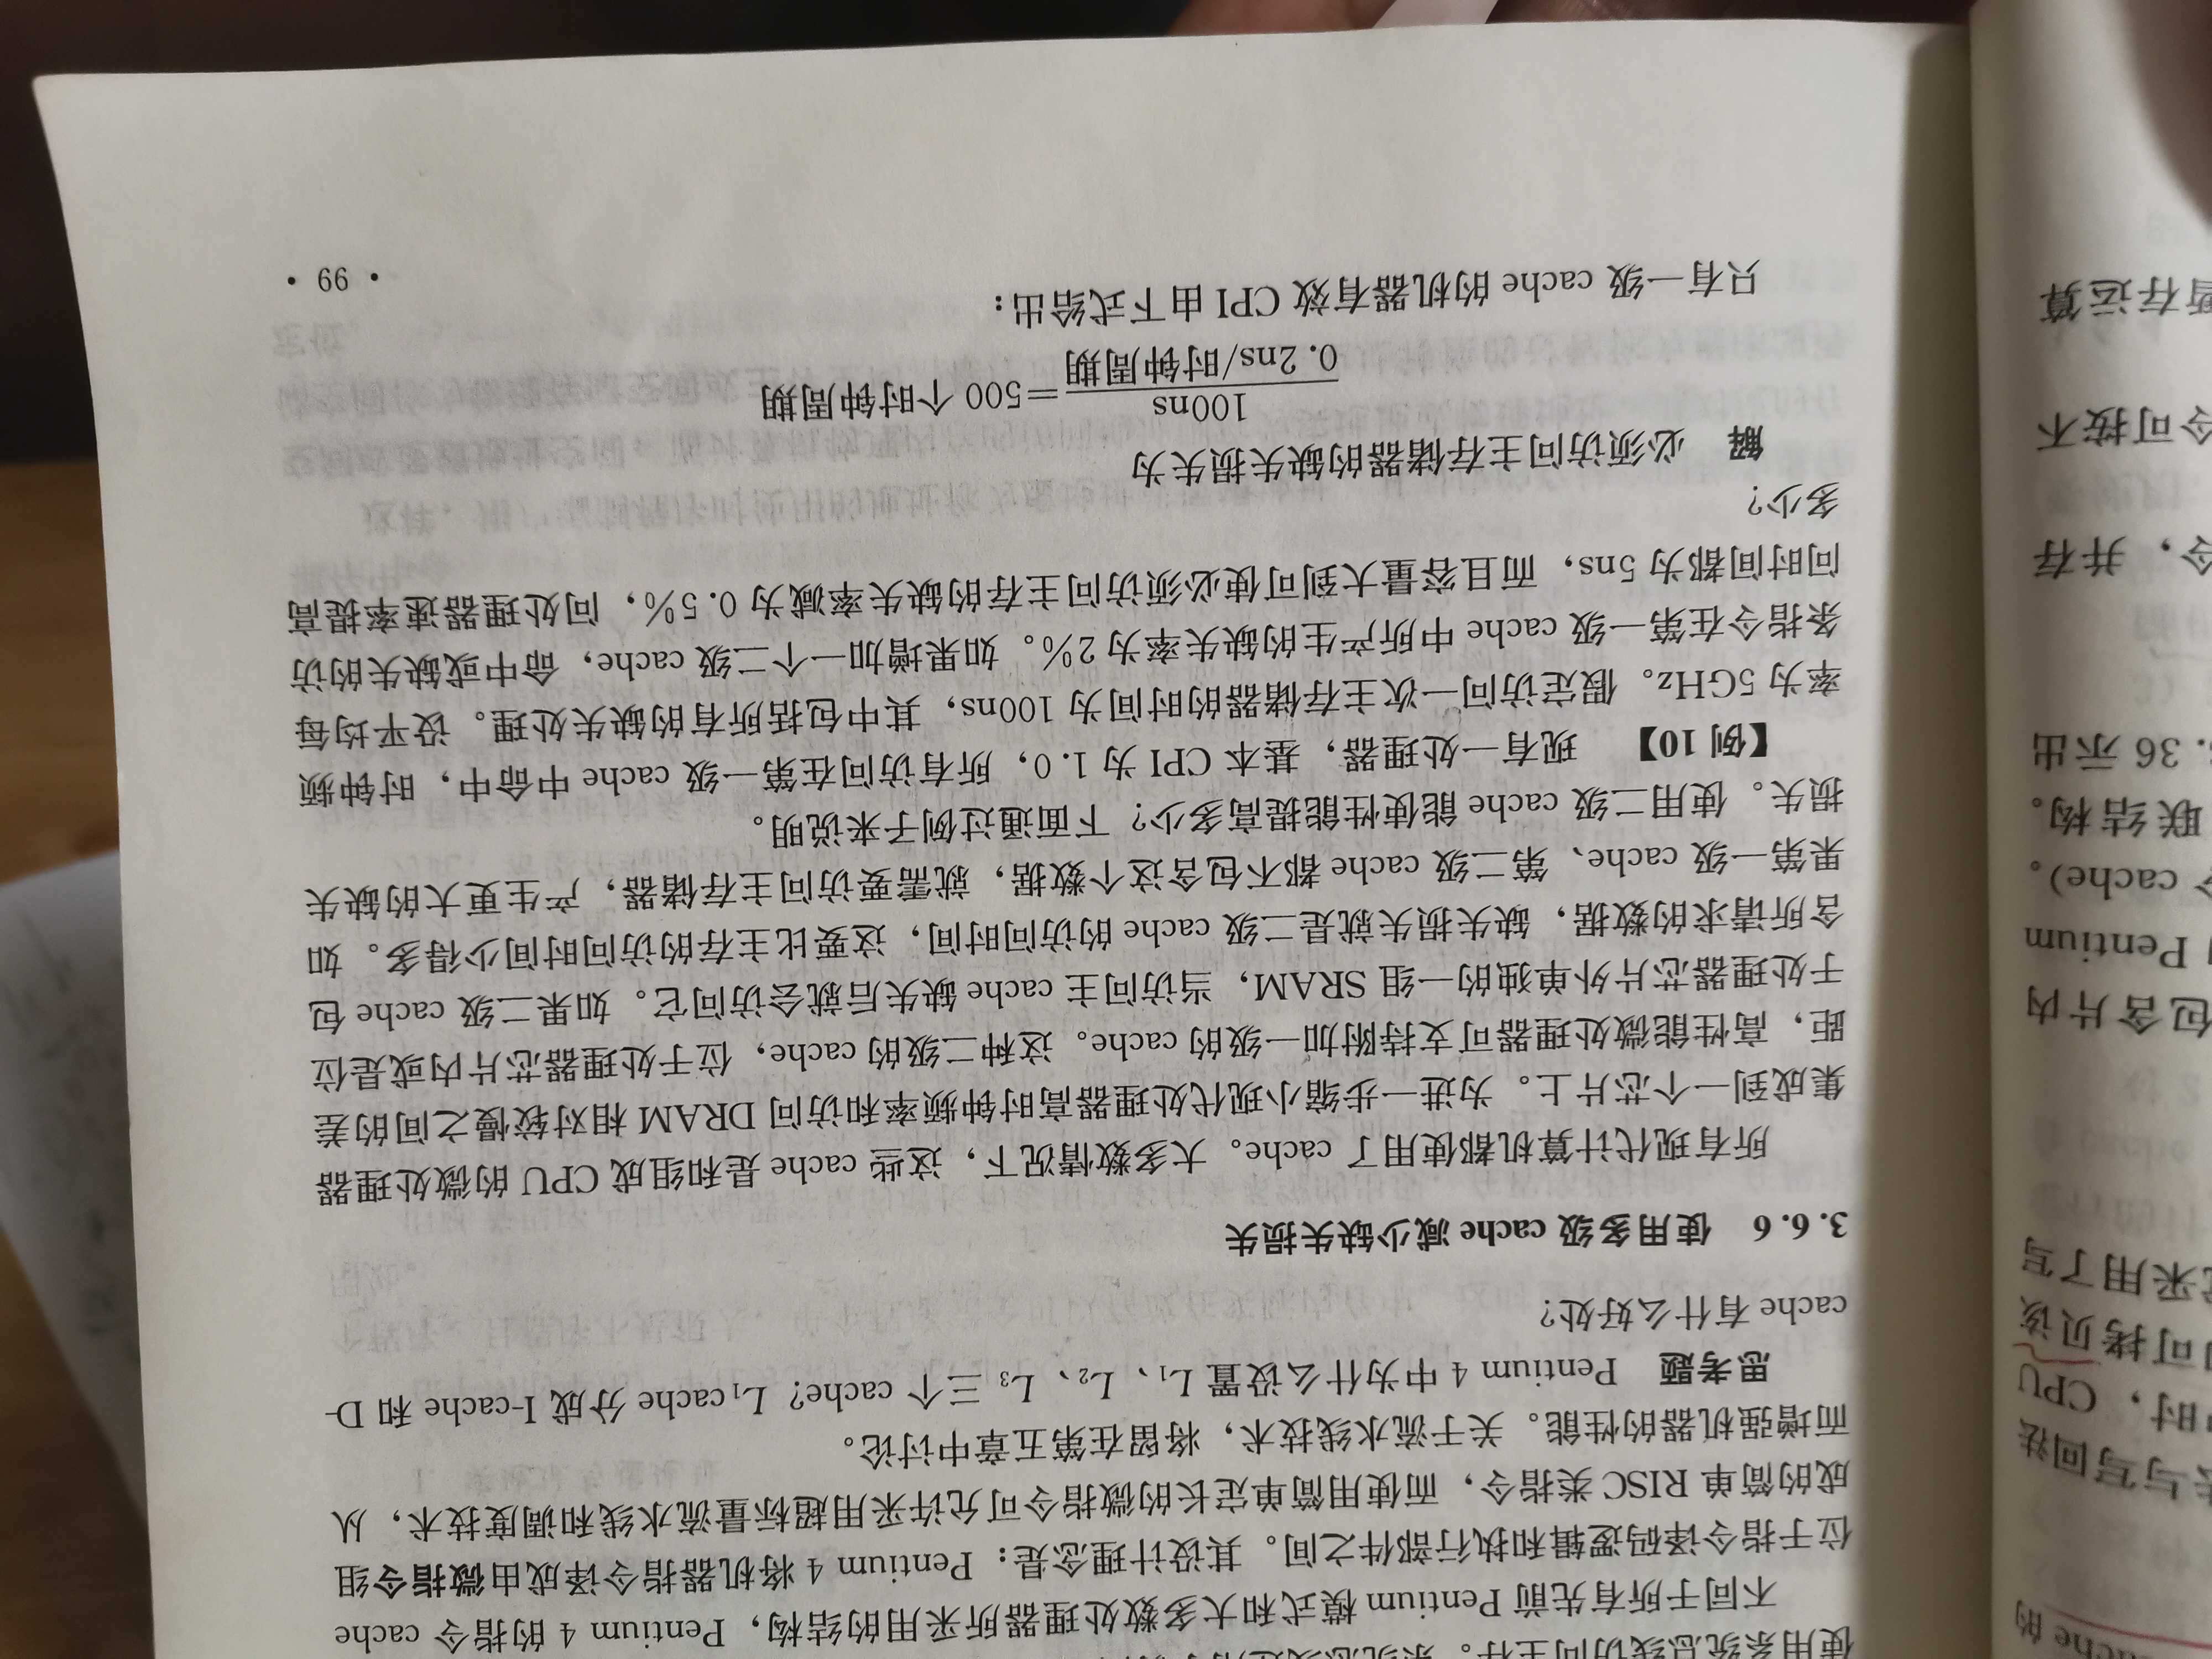 cache 的
法与写回法
中时，CPU
可拷贝该
采用了写
包含片内
Pentium
令 cache）。
联结构。
3.36 示出
令，并存
令可按不
暂存运算
使用系统总线访问主存。系统总线还用于
不同于所有先前 Pentium 模式和大多数处理器所采用的结构，Pentium 4 的指令 cache
位于指令译码逻辑和执行部件之间。其设计理念是：Pentium 4 将机器指令译成由微指令组
成的简单 RISC 类指令，而使用简单定长的微指令可允许采用超标量流水线和调度技术，从
而增强机器的性能。关于流水线技术，将留在第五章中讨论。
思考题 Pentium 4 中为什么设置 L₁、L₂、L₃ 三个 cache？L₁cache 分成 I-cache 和 D-
cache 有什么好处？
3.6.6 使用多级 cache 减少缺失损失
所有现代计算机都使用了 cache。大多数情况下，这些 cache 是和组成 CPU 的微处理器
集成到一个芯片上。为进一步缩小现代处理器高时钟频率和访问 DRAM 相对较慢之间的差
距，高性能微处理器可支持附加一级的 cache。这种二级的 cache，位于处理器芯片内或是位
于处理器芯片外单独的一组 SRAM，当访问主 cache 缺失后就会访问它。如果二级 cache 包
含所请求的数据，缺失损失就是二级 cache 的访问时间，这要比主存的访问时间少得多。如
果第一级 cache、第二级 cache 都不包含这个数据，就需要访问主存储器，产生更大的缺失
损失。使用二级 cache 能使性能提高多少？下面通过例子来说明。
【例 10】 现有一处理器，基本 CPI 为 1.0，所有访问在第一级 cache 中命中，时钟频
率为 5GHz。假定访问一次主存储器的时间为 100ns，其中包括所有的缺失处理。设平均每
条指令在第一级 cache 中所产生的缺失率为 2%。如果增加一个二级 cache，命中或缺失的访
问时间都为 5ns，而且容量大到可使必须访问主存的缺失率减为 0.5%，问处理器速率提高
多少？
解 必须访问主存储器的缺失损失为
100ns
0.2ns/时钟周期
=500 个时钟周期
只有一级 cache 的机器有效 CPI 由下式给出：
· 99 ·